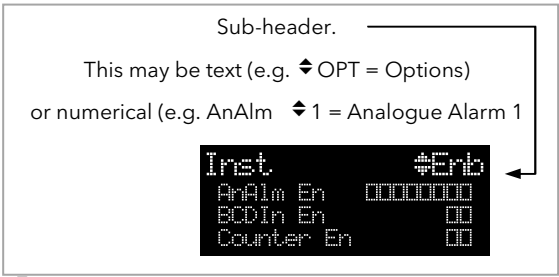 Sub-header.
This may be text (e.g. ♦OPT = Options)
or numerical (e.g. AnAlm ♦1 = Analogue Alarm 1
Inst ♦Enb
AnAlm En □□□□□□□□
BCDIn En □□
Counter En □□